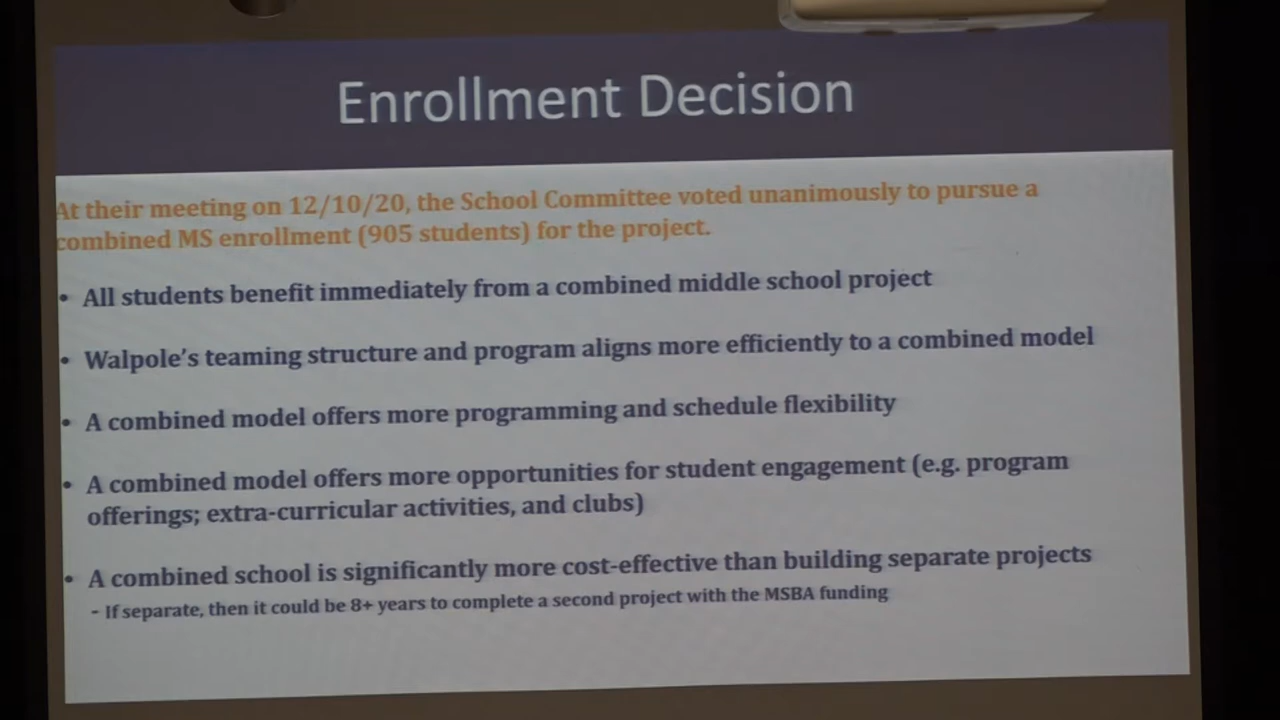 Enrollment Decision
At their meeting on 12/10/20, the School Committee voted unanimously to pursue a
combined MS enrollment (905 students) for the project.
• All students benefit immediately from a combined middle school project
• Walpole's teaming structure and program aligns more efficiently to a combined model
• A combined model offers more programming and schedule flexibility
• A combined model offers more opportunities for student engagement (e.g. program
offerings; extra-curricular activities, and clubs)
• A combined school is significantly more cost-effective than building separate projects
- If separate, then it could be 8+ years to complete a second project with the MSBA funding